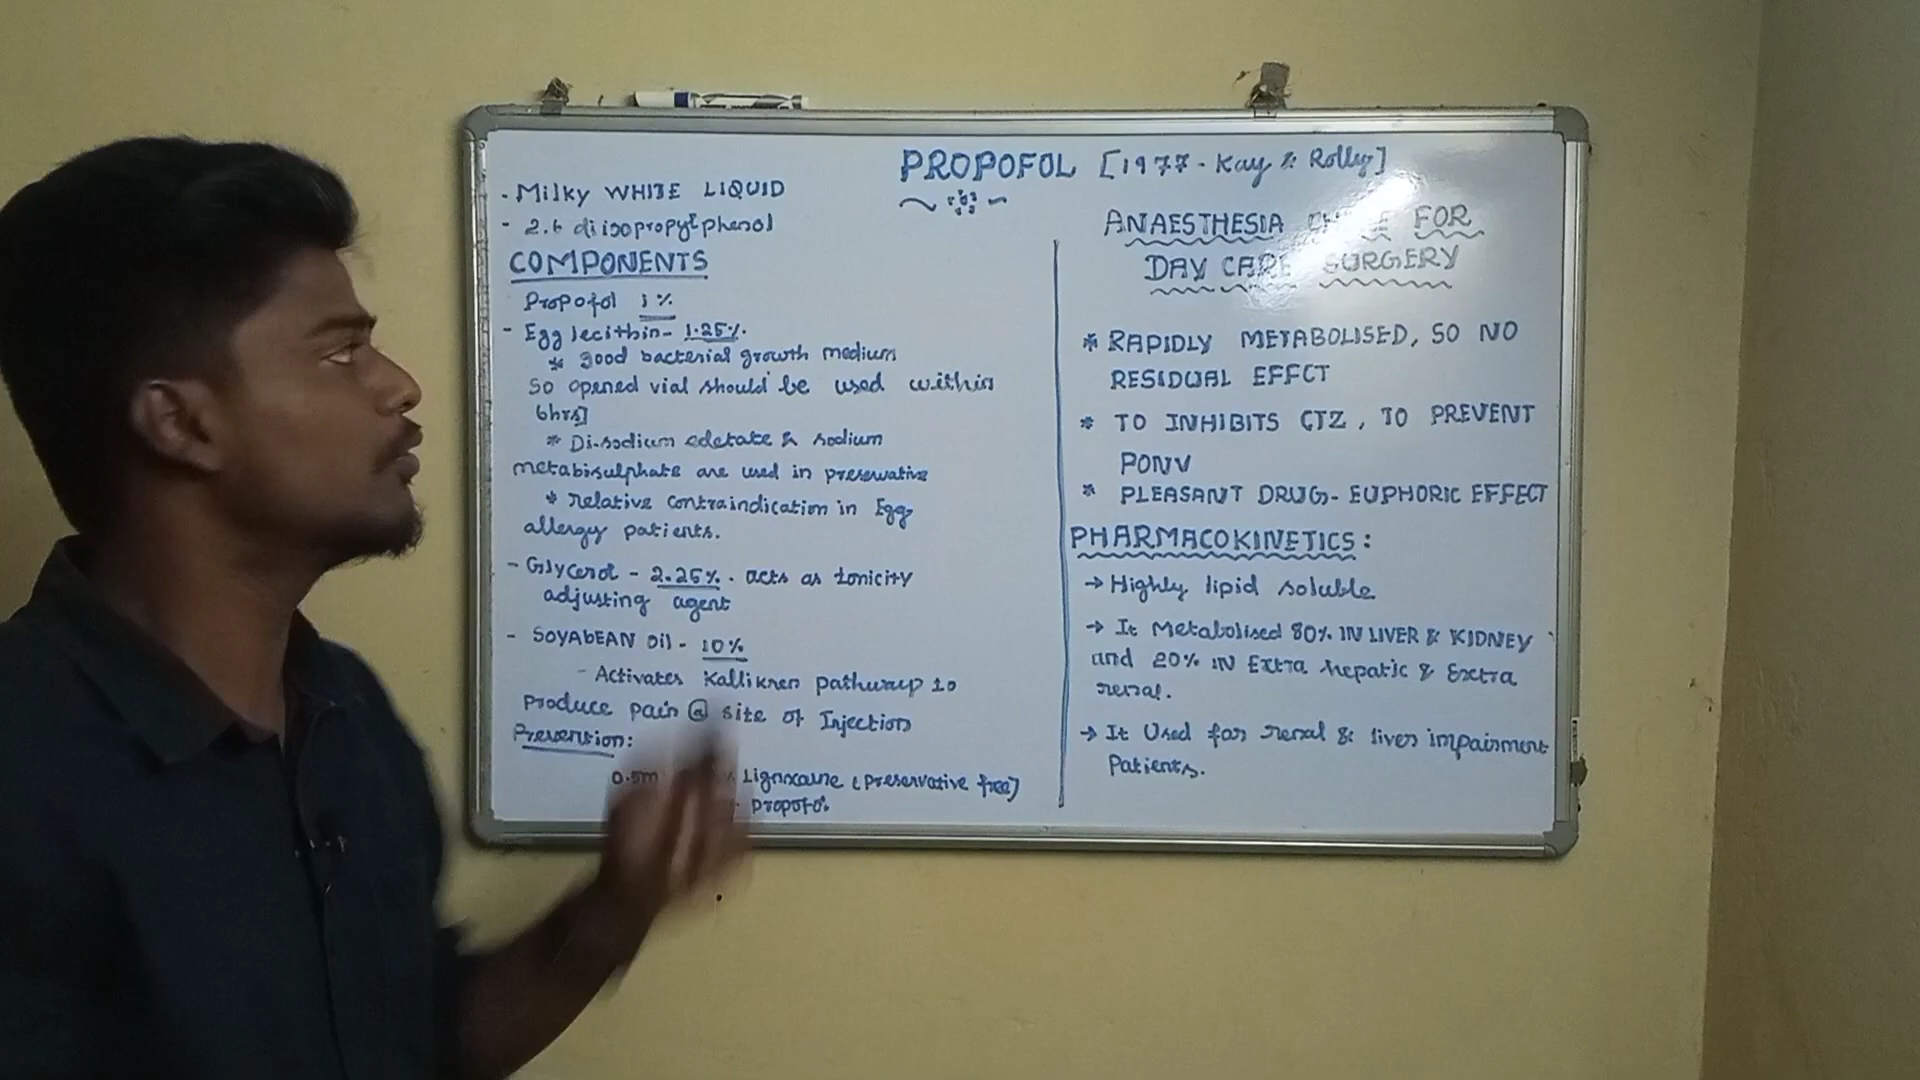 PROPOFOL [1977 - Kay & Rolly]
- Milky WHITE LIQUID
- 2.6 diisopropylphenol
COMPONENTS
Propofol 1%
- Egg lecithin - 1.25%.
* good bacterial growth medium
So opened vial should be used within
6hrs]
* Di-sodium edetate & sodium
metabisulphate are used in preservative
* relative contraindication in Egg
allergy patients.
- Glycerol - 2.25%. acts as tonicity
adjusting agent
- SOYAbEAN Oil - 10%
- Activates Kallikren pathway to
Produce pain @ site of Injection
Prevention:
0.5m Lignocaine (preservative free)
propofol
ANAESTHESIA FOR
DAY CARE SURGERY
* RAPIDLY METABOLISED, SO NO
RESIDUAL EFFCT
* TO INHIBITS CTZ, TO PREVENT
PONV
* PLEASANT DRUG - EUPHORIC EFFECT
PHARMACOKINETICS:
→ Highly lipid soluble
→ It Metabolised 80% IN LIVER & KIDNEY
and 20% IN Extra hepatic & Extra
renal.
→ It Used for renal & liver impairment
Patients.